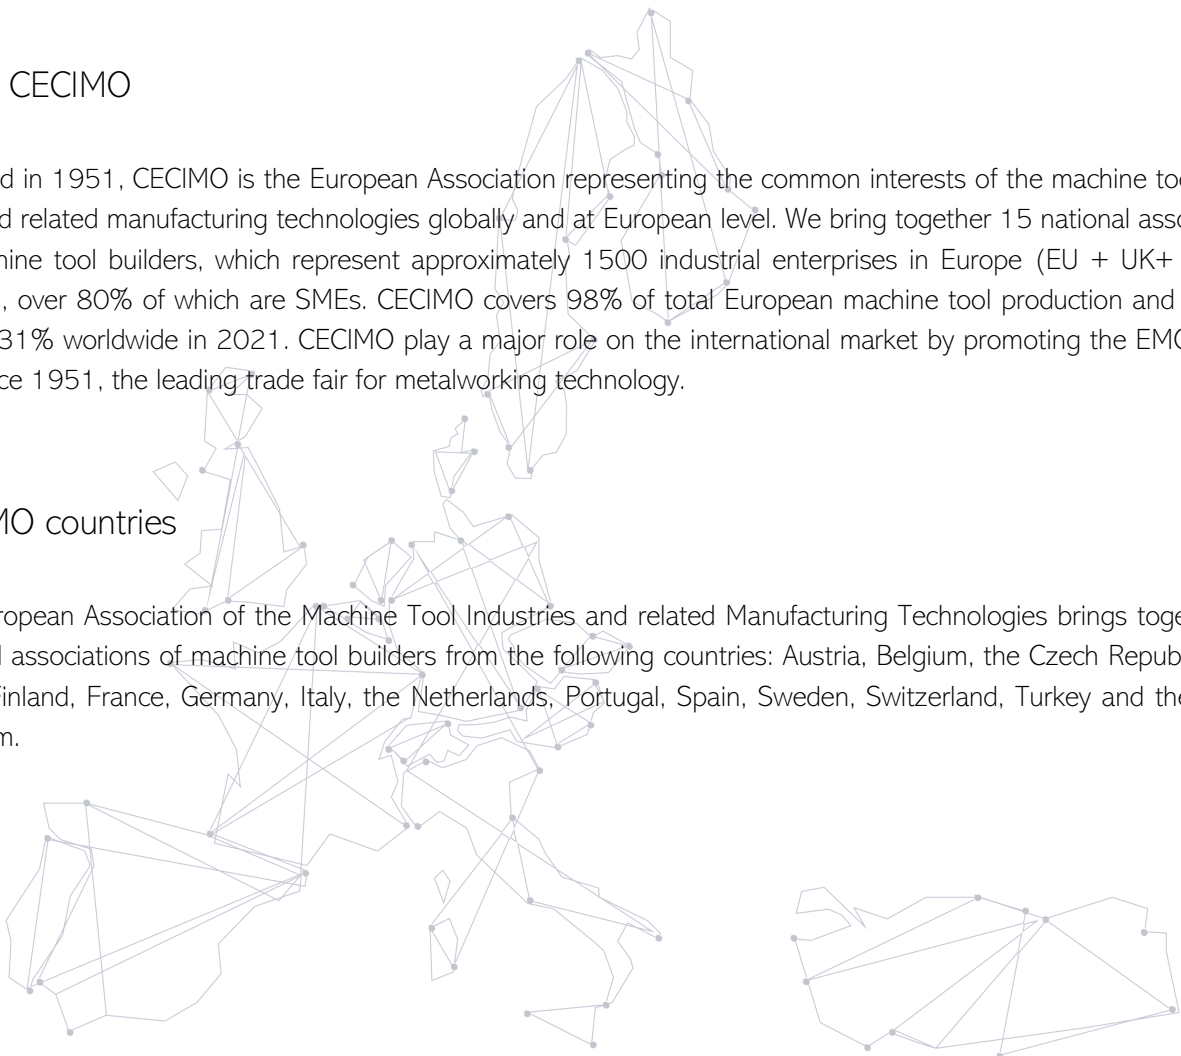 CECIMO
d in 1951, CECIMO is the European Association representing the common interests of the machine to
d related manufacturing technologies globally and at European level. We bring together 15 national asso
hine tool builders, which represent approximately 1500 industrial enterprises in Europe (EU + UK+
, over 80% of which are SMEs. CECIMO covers 98% of total European machine tool production and
31% worldwide in 2021. CECIMO play a major role on the international market by promoting the EMO
ce 1951, the leading trade fair for metalworking technology.
MO countries
ropean Association of the Machine Tool Industries and related Manufacturing Technologies brings toge
l associations of machine tool builders from the following countries: Austria, Belgium, the Czech Repub
Finland, France, Germany, Italy, the Netherlands, Portugal, Spain, Sweden, Switzerland, Turkey and the
m.